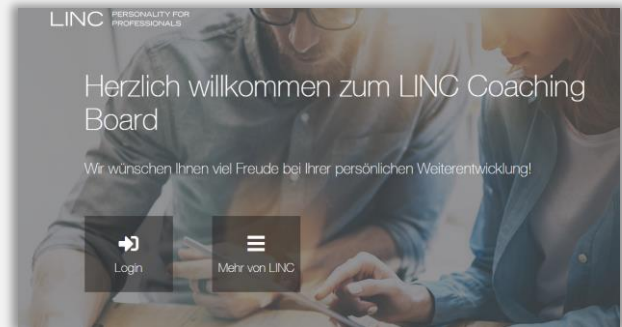 LINC PERSONALITY FOR
PROFESSIONALS
Herzlich willkommen zum LINC Coaching
Board
Wir wünschen Ihnen viel Freude bei Ihrer persönlichen Weiterentwicklung!
Login
Mehr von LINC